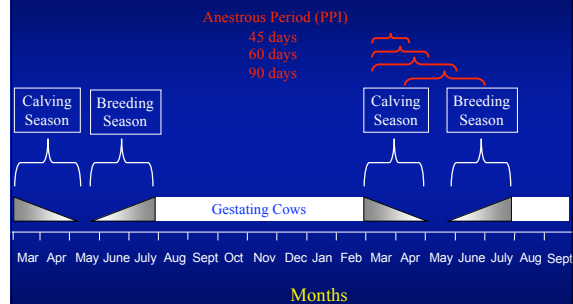 Anestrous Period (PPI)
45 days
60 days
90 days
Calving
Season
Breeding
Season
Calving
Season
Breeding
Season
Gestating Cows
Mar Apr May June July Aug Sept Oct Nov Dec Jan Feb Mar Apr May June July Aug Sept
Months